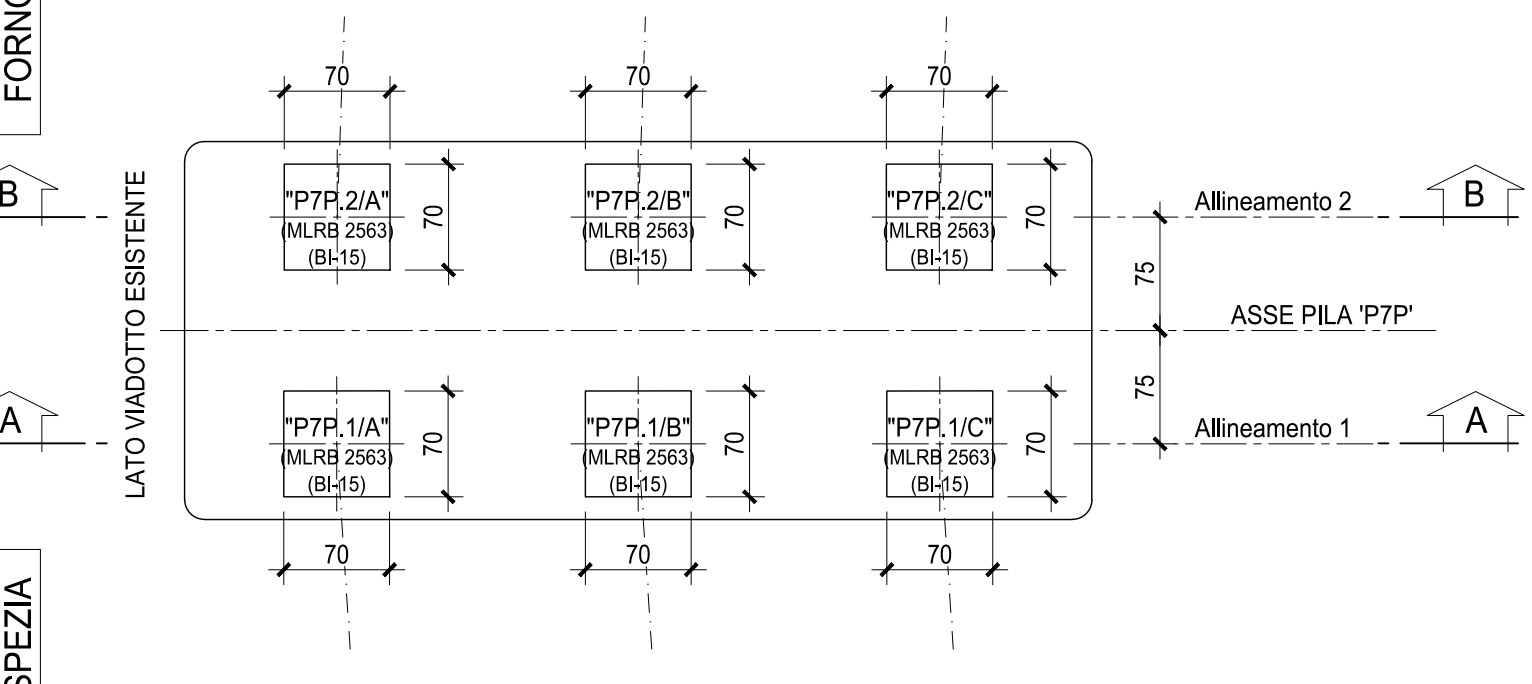 FORNO
70
70
70
"P7P.2/A"
(MLRB 2563)
(BI-15)
70
"P7P.2/B"
(MLRB 2563)
(BI-15)
70
"P7P.2/C"
(MLRB 2563)
(BI-15)
70
B
Allineamento 2
B
75
LATO VIADOTTO ESISTENTE
ASSE PILA 'P7P'
75
"P7P.1/A"
(MLRB 2563)
(BI-15)
70
"P7P.1/B"
(MLRB 2563)
(BI-15)
70
"P7P.1/C"
(MLRB 2563)
(BI-15)
70
A
Allineamento 1
A
70
70
70
SPEZIA